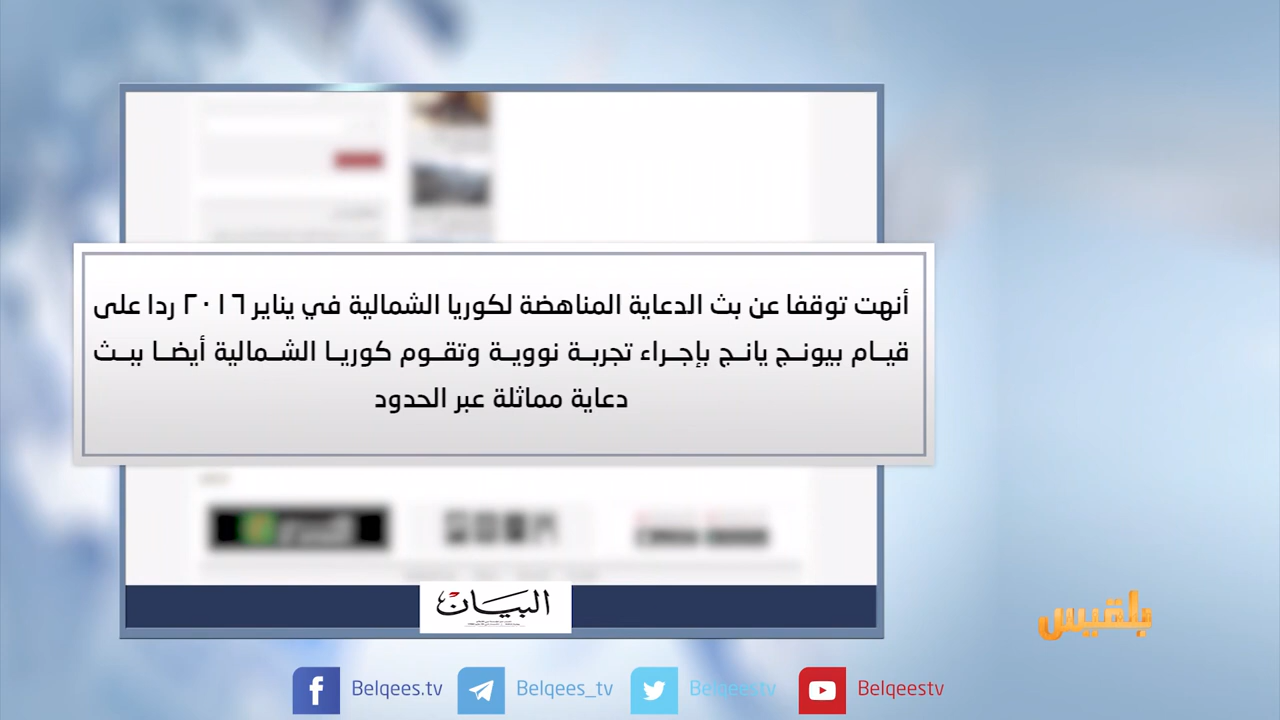 أنهت توقفا عن بث الدعاية المناهضة لكوريا الشمالية في يناير ٢٠١٦ ردا على
قيام بيونج يانج بإجراء تجربة نووية وتقوم كوريا الشمالية أيضا ببث
دعاية مماثلة عبر الحدود
البيان
بلقيس
Belqees.tv
Belqees_tv
Belqeestv
Belqeestv